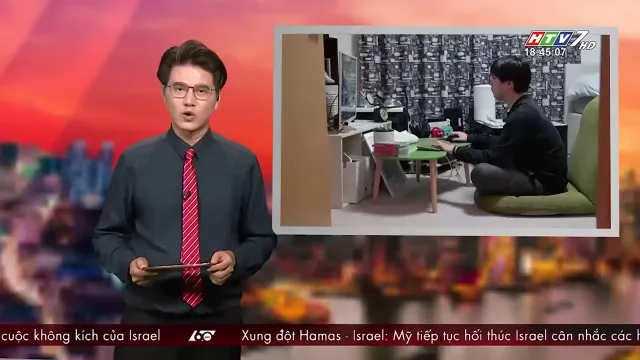 HTV7 HD
18:45:07
cuộc không kích của Israel 60 Xung đột Hamas - Israel: Mỹ tiếp tục hối thúc Israel cân nhắc các